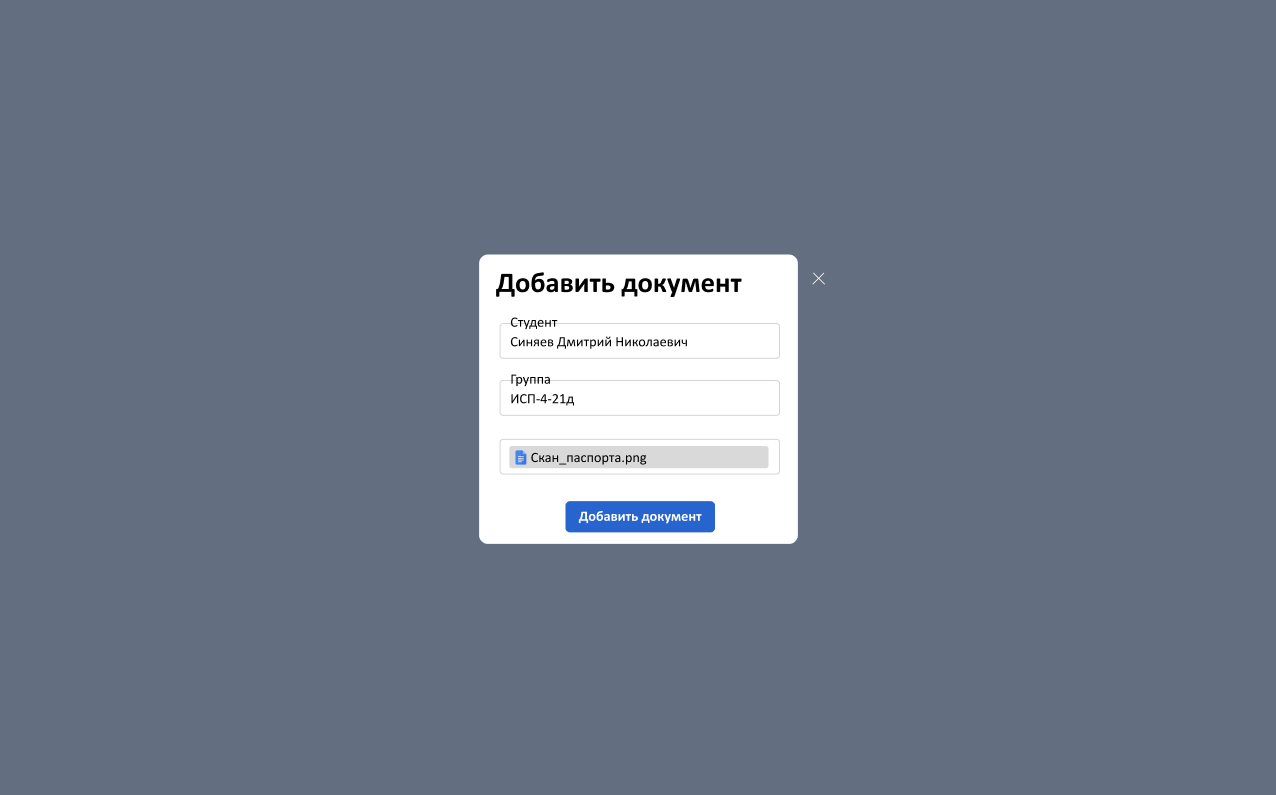 Добавить документ
Студент
Синяев Дмитрий Николаевич
Группа
ИСП-4-21д
Скан_паспорта.png
Добавить документ